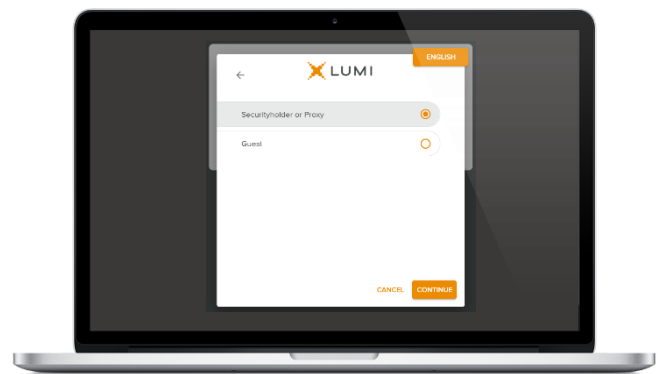 ENGLISH
LUMI
Securityholder or Proxy
Guest
CANCEL
CONTINUE